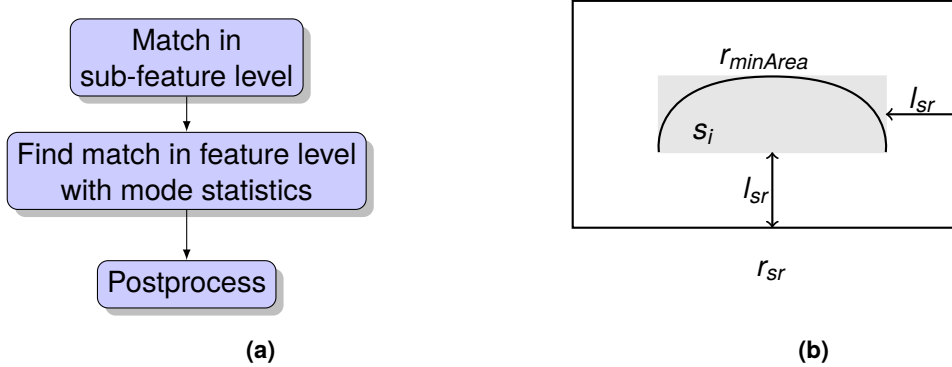 Match in
sub-feature level
Find match in feature level
with mode statistics
Postprocess
(a)
r_minArea
l_sr
s_i
l_sr
r_sr
(b)